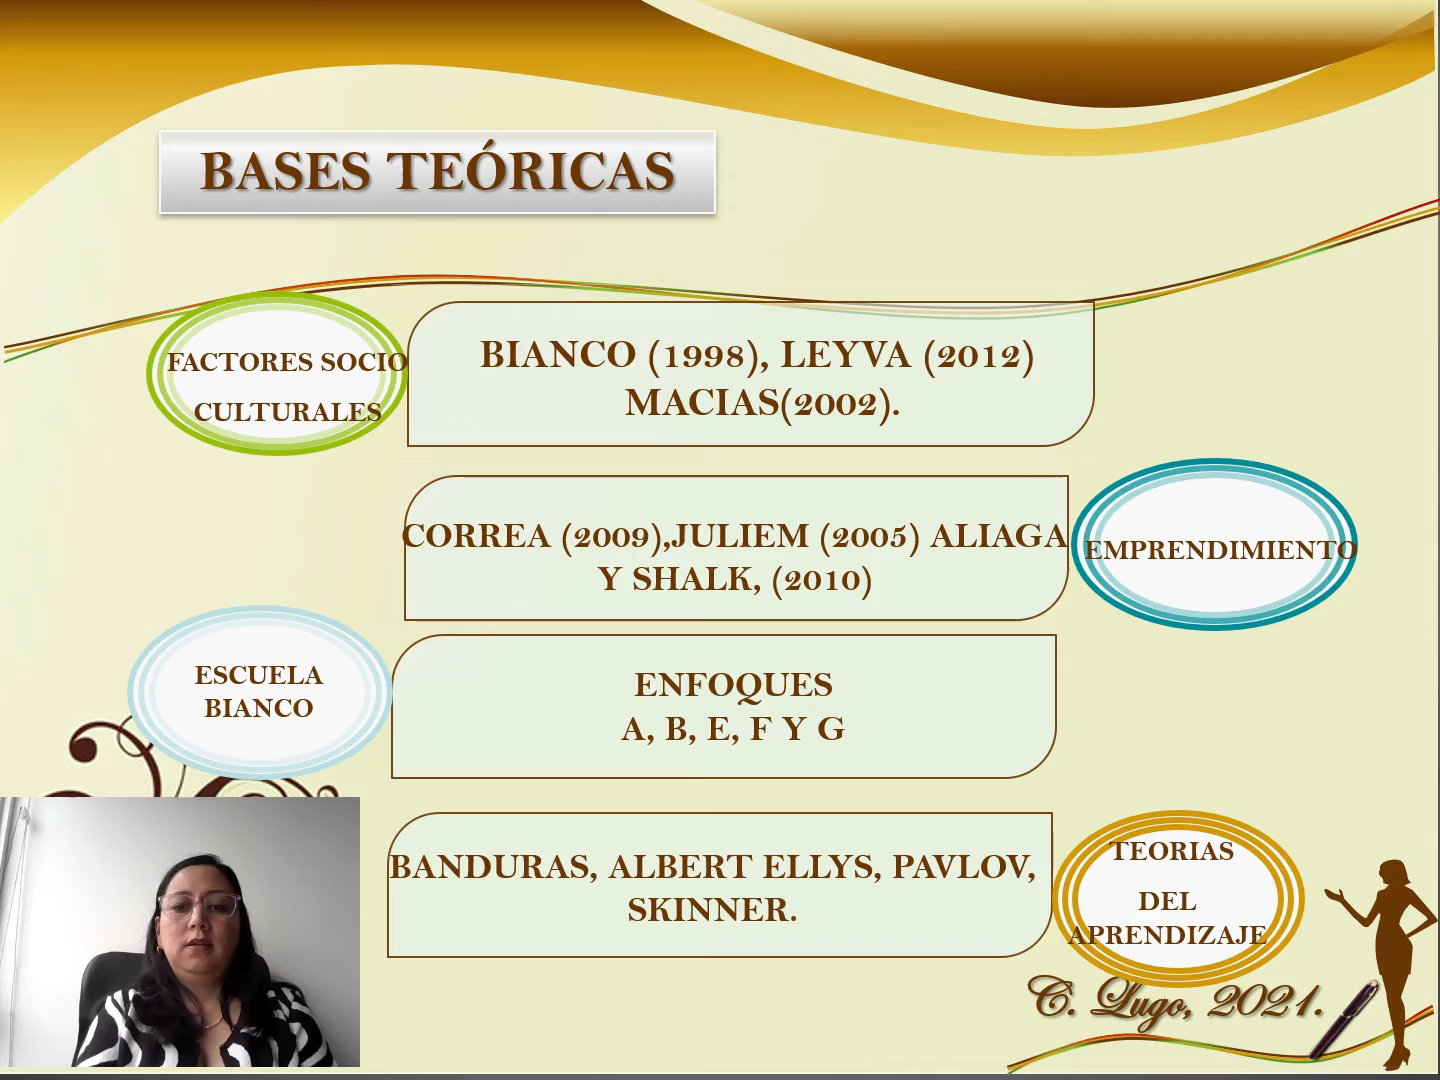 BASES TEÓRICAS
FACTORES SOCIO
CULTURALES
BIANCO (1998), LEYVA (2012)
MACIAS(2002).
CORREA (2009),JULIEM (2005) ALIAGA
Y SHALK, (2010)
EMPRENDIMIENTO
ESCUELA
BIANCO
ENFOQUES
A, B, E, F Y G
BANDURAS, ALBERT ELLYS, PAVLOV,
SKINNER.
TEORIAS
DEL
APRENDIZAJE
C. Lugo, 2021.